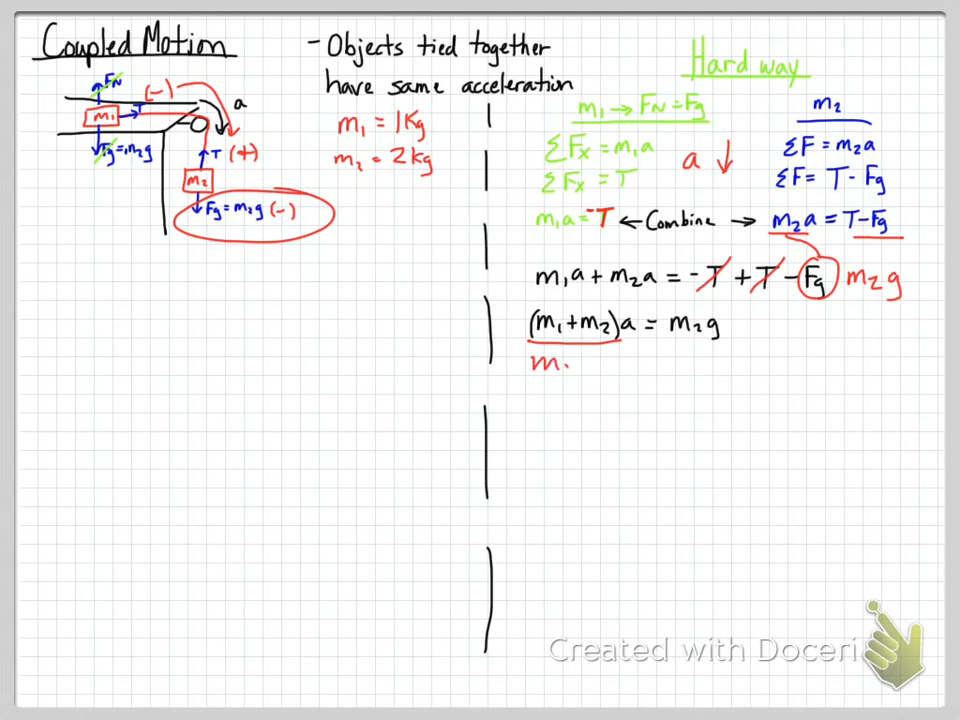 Coupled Motion
- Objects tied together
have same acceleration
m₁ = 1Kg
m₂ = 2kg
FN
(-)
a
m₁
T
Fg=m₂g
T (+)
m₂
Fg = m₂g (-)
Hard way
m₁ → FN = Fg
ΣFx = m₁a
ΣFx = T
m₁a = -T
a ↓
m₂
ΣF = m₂a
ΣF = T - Fg
← Combine →
m₂a = T - Fg
m₁a + m₂a = -T + T - Fg m₂g
(m₁+m₂)a = m₂g
m.
Created with Doceri